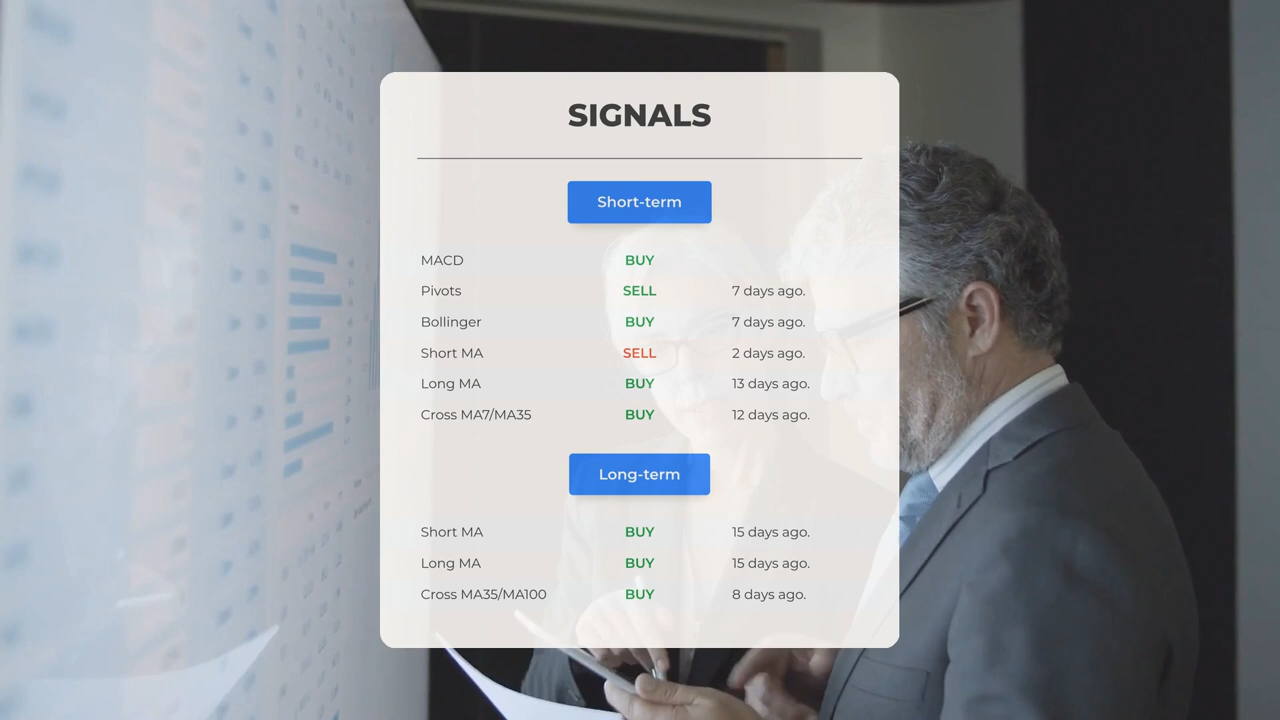 SIGNALS
Short-term
MACD BUY
Pivots SELL 7 days ago.
Bollinger BUY 7 days ago.
Short MA SELL 2 days ago.
Long MA BUY 13 days ago.
Cross MA7/MA35 BUY 12 days ago.
Long-term
Short MA BUY 15 days ago.
Long MA BUY 15 days ago.
Cross MA35/MA100 BUY 8 days ago.